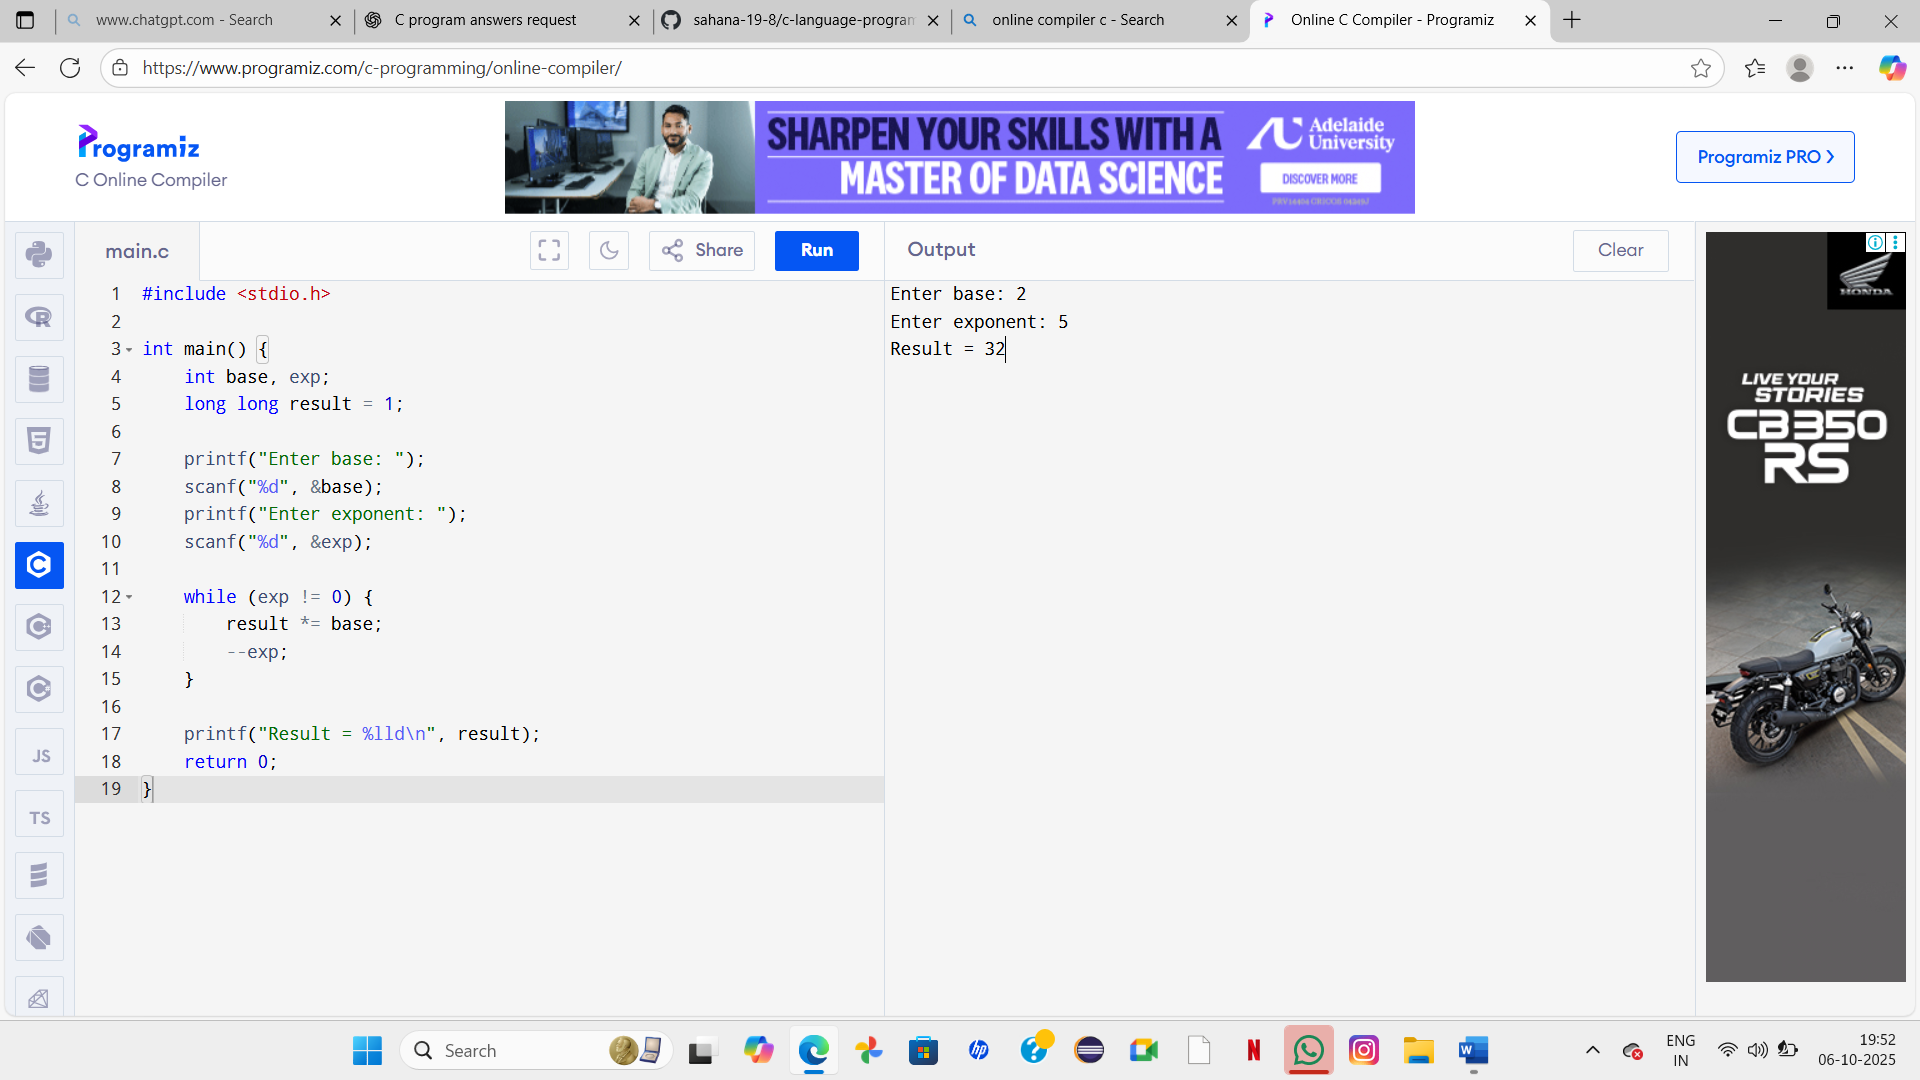 www.chatgpt.com - Search
C program answers request
sahana-19-8/c-language-program
online compiler c - Search
Online C Compiler - Programiz
https://www.programiz.com/c-programming/online-compiler/
Programiz
C Online Compiler
SHARPEN YOUR SKILLS WITH A
MASTER OF DATA SCIENCE
Adelaide
University
DISCOVER MORE
Programiz PRO
main.c
Share
Run
Output
Clear
1 #include <stdio.h>
2
3 int main() {
4 int base, exp;
5 long long result = 1;
6
7 printf("Enter base: ");
8 scanf("%d", &base);
9 printf("Enter exponent: ");
10 scanf("%d", &exp);
11
12 while (exp != 0) {
13 result *= base;
14 --exp;
15 }
16
17 printf("Result = %lld\n", result);
18 return 0;
19 }
Enter base: 2
Enter exponent: 5
Result = 32
HONDA
LIVE YOUR
STORIES
CB350
RS
JS
TS
Search
ENG
IN
19:52
06-10-2025